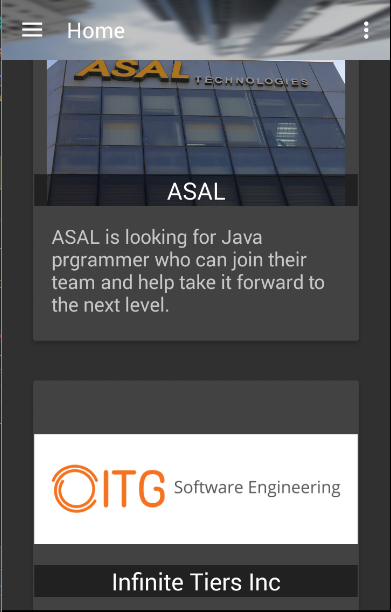 Home
ASAL
TECHNOLOGIES
ASAL
ASAL is looking for Java
prgrammer who can join their
team and help take it forward to
the next level.
ITG Software Engineering
Infinite Tiers Inc